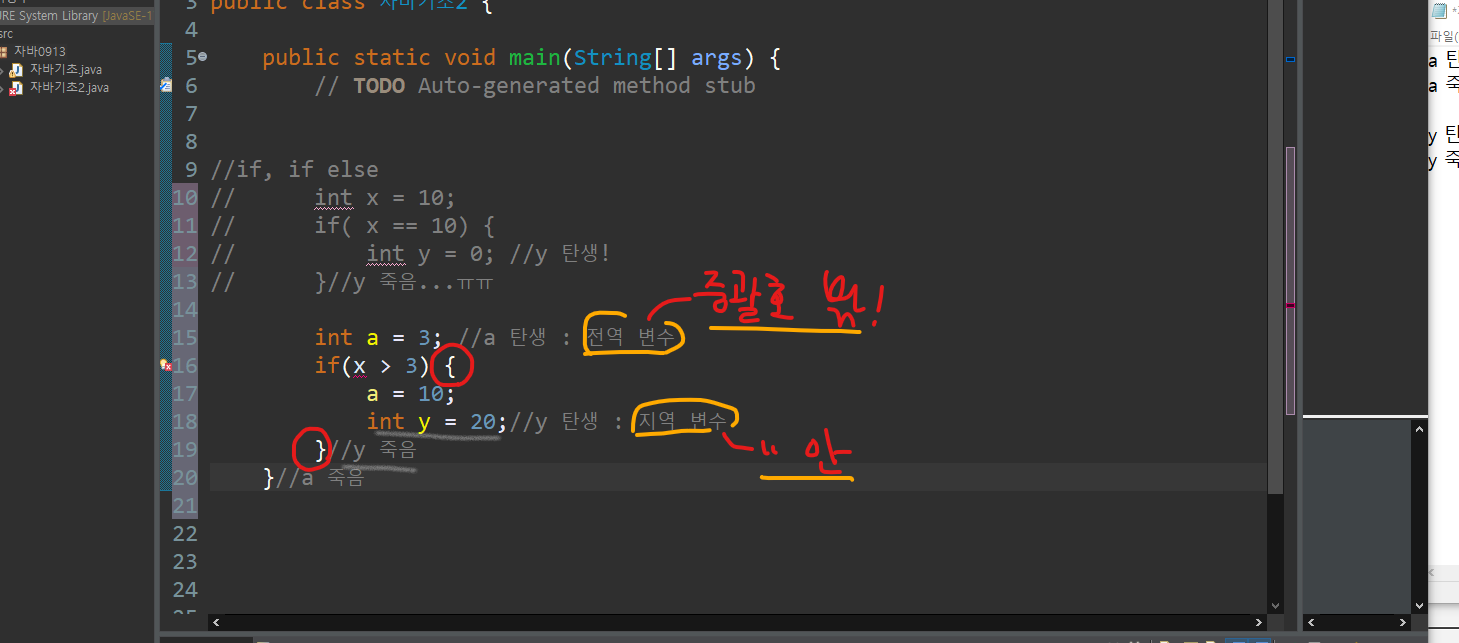 URE System Library [JavaSE-1
src
자바0913
자바기초.java
자바기초2.java
3 public class 자바기초2 {
4
5 public static void main(String[] args) {
6 // TODO Auto-generated method stub
7
8
9 //if, if else
10 // int x = 10;
11 // if( x == 10) {
12 // int y = 0; //y 탄생!
13 // }//y 죽음...ㅠㅠ
중괄호 밖!
14
15 int a = 3; //a 탄생 : 전역 변수
16 if(x > 3) {
17 a = 10;
18 int y = 20;//y 탄생 : 지역 변수
19 }//y 죽음
" 안
20 }//a 죽음
21
22
23
24
파일(
a 탄
a 죽
y 탄
y 죽